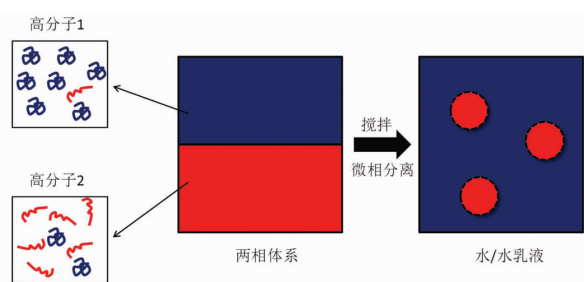 高分子1
高分子2
搅拌
微相分离
两相体系
水/水乳液